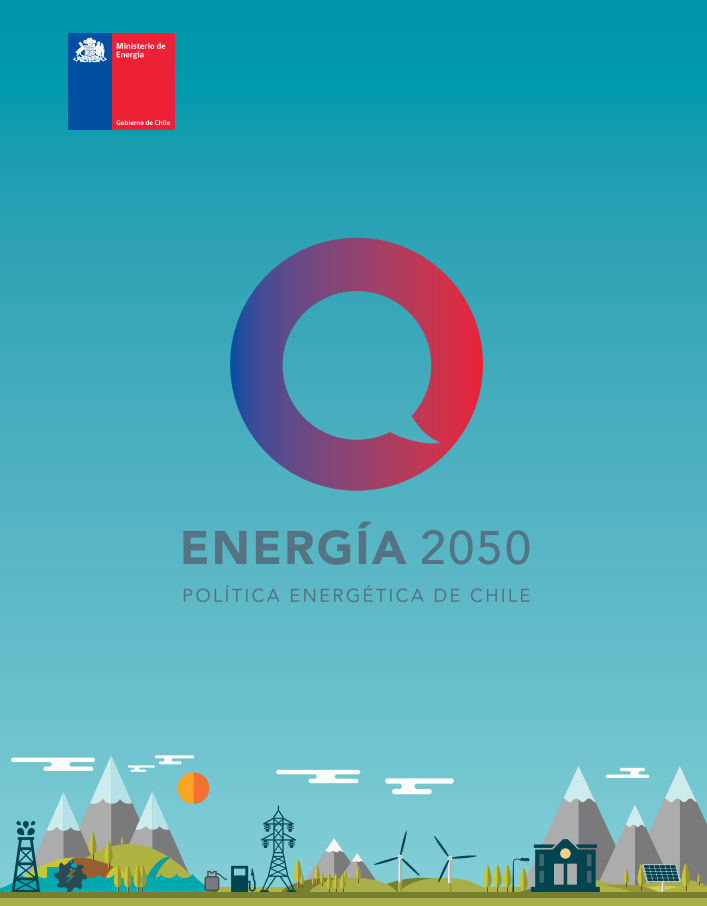 Ministerio de
Energía
Gobierno de Chile
ENERGÍA 2050
POLÍTICA ENERGÉTICA DE CHILE